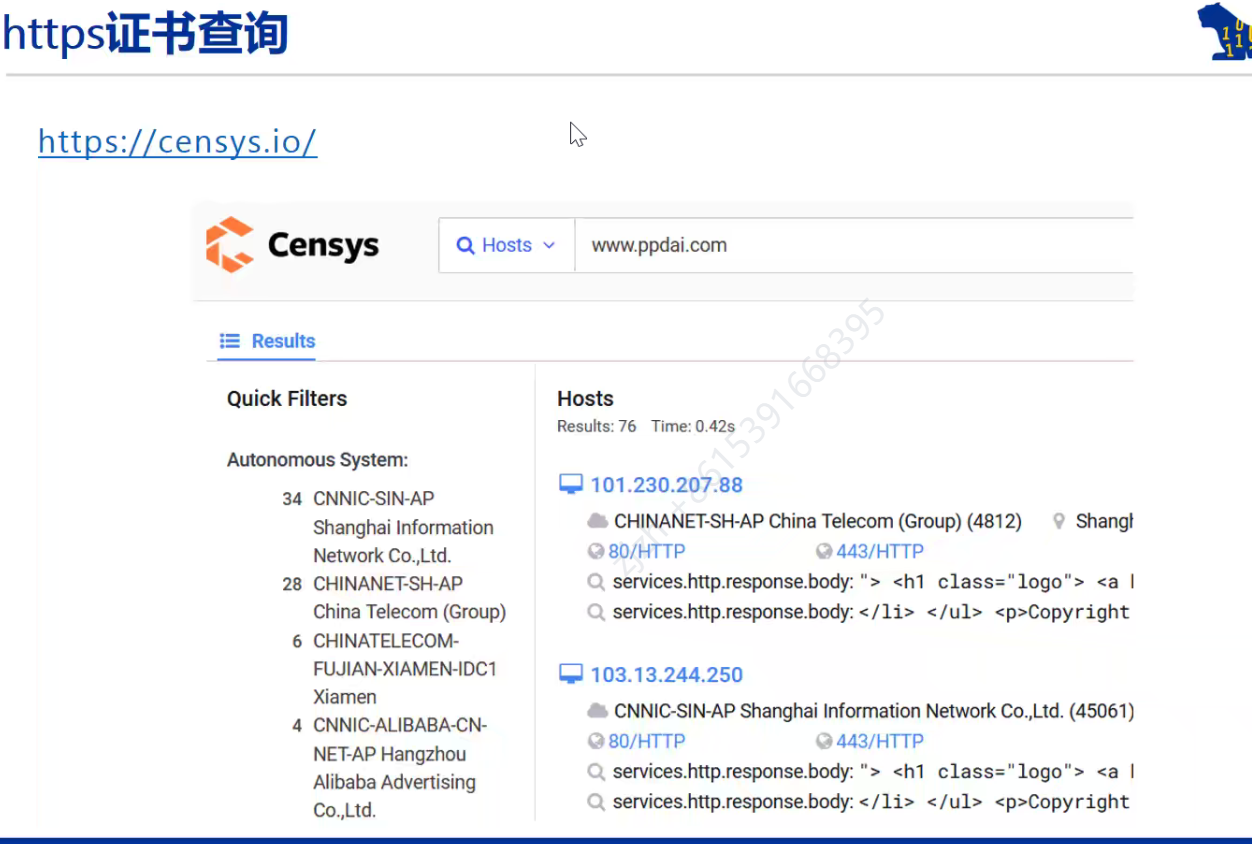 https证书查询
https://censys.io/
Censys
Hosts
www.ppdai.com
Results
Quick Filters
Autonomous System:
34 CNNIC-SIN-AP
Shanghai Information
Network Co.,Ltd.
28 CHINANET-SH-AP
China Telecom (Group)
6 CHINATELECOM-
FUJIAN-XIAMEN-IDC1
Xiamen
4 CNNIC-ALIBABA-CN-
NET-AP Hangzhou
Alibaba Advertising
Co.,Ltd.
Hosts
Results: 76 Time: 0.42s
101.230.207.88
CHINANET-SH-AP China Telecom (Group) (4812) Shangh
80/HTTP 443/HTTP
services.http.response.body: "> <h1 class="logo"> <a
services.http.response.body: </li> </ul> <p>Copyright
103.13.244.250
CNNIC-SIN-AP Shanghai Information Network Co.,Ltd. (45061)
80/HTTP 443/HTTP
services.http.response.body: "> <h1 class="logo"> <a
services.http.response.body: </li> </ul> <p>Copyright